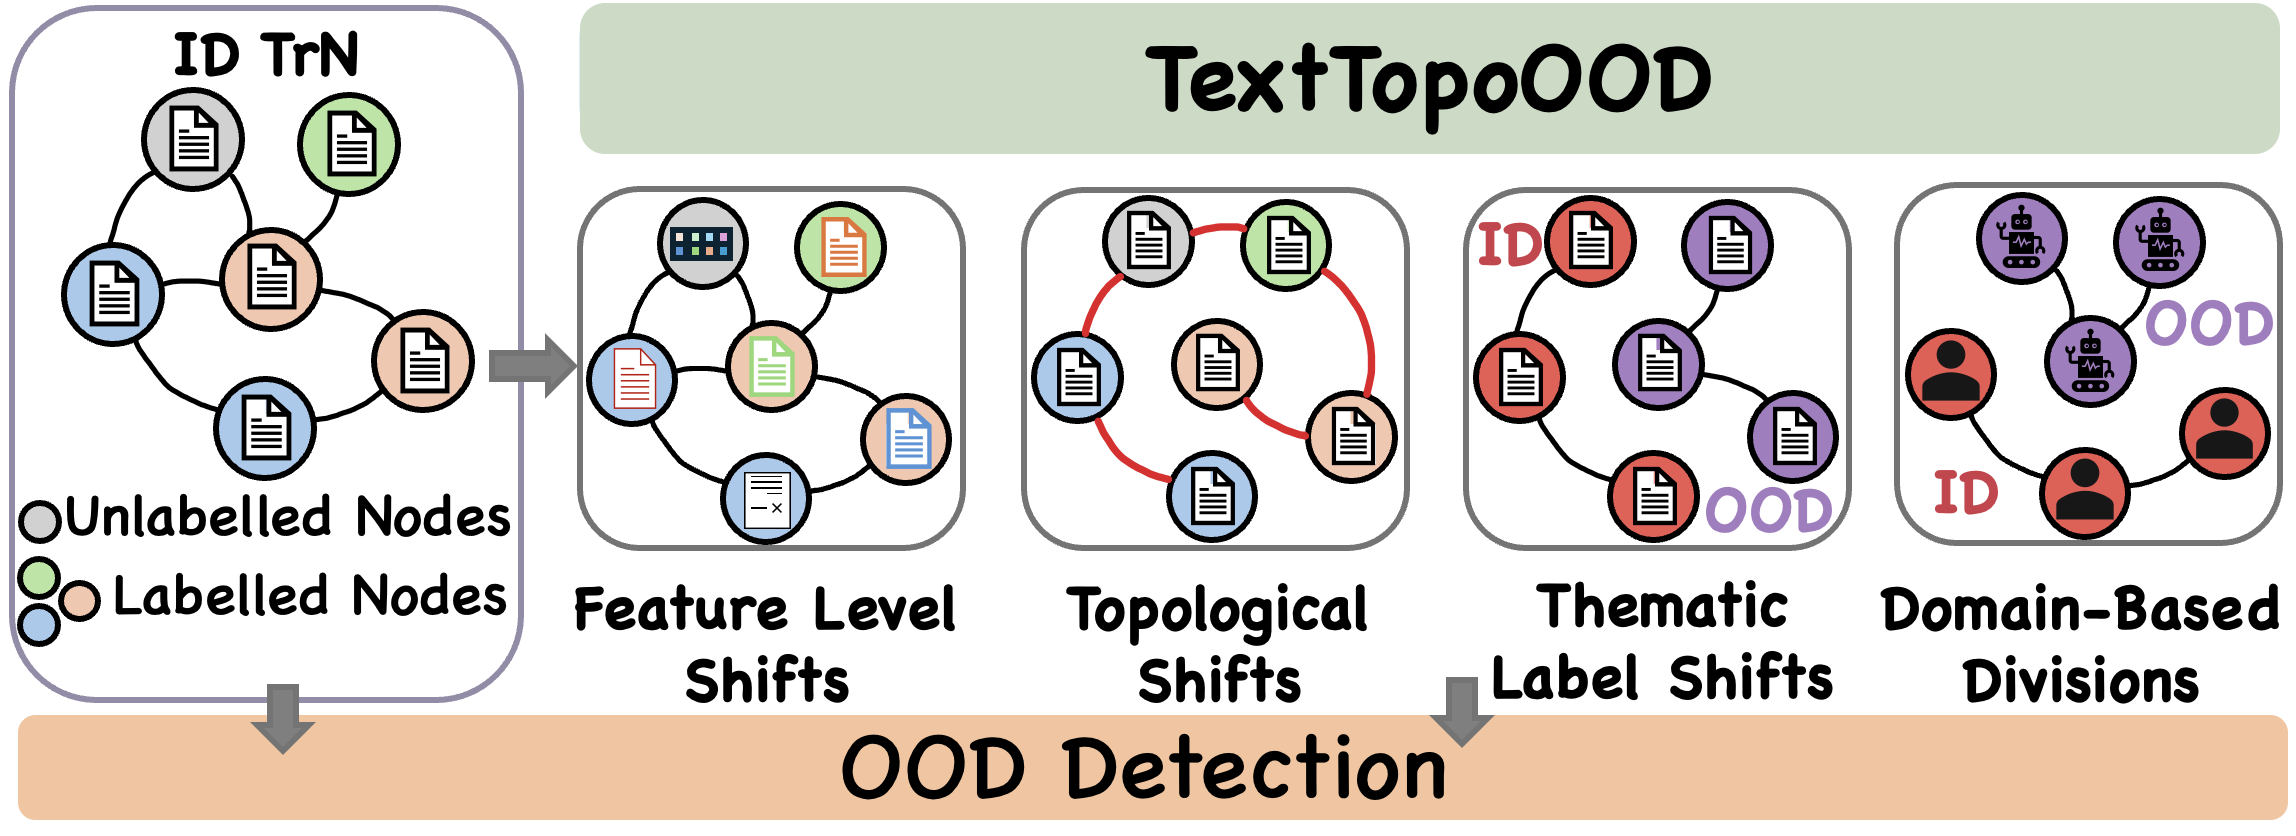 ID TrN
Unlabelled Nodes
Labelled Nodes
TextTopoOOD
Feature Level
Shifts
Topological
Shifts
ID
OOD
Thematic
Label Shifts
OOD
ID
Domain-Based
Divisions
OOD Detection